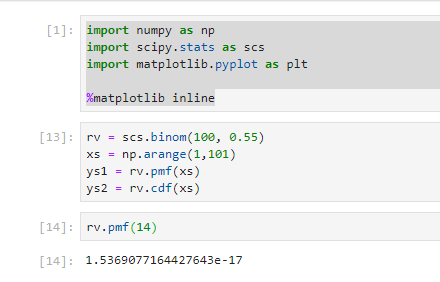 [1]: import numpy as np
import scipy.stats as scs
import matplotlib.pyplot as plt
%matplotlib inline
[13]: rv = scs.binom(100, 0.55)
xs = np.arange(1,101)
ys1 = rv.pmf(xs)
ys2 = rv.cdf(xs)
[14]: rv.pmf(14)
[14]: 1.5369077164427643e-17